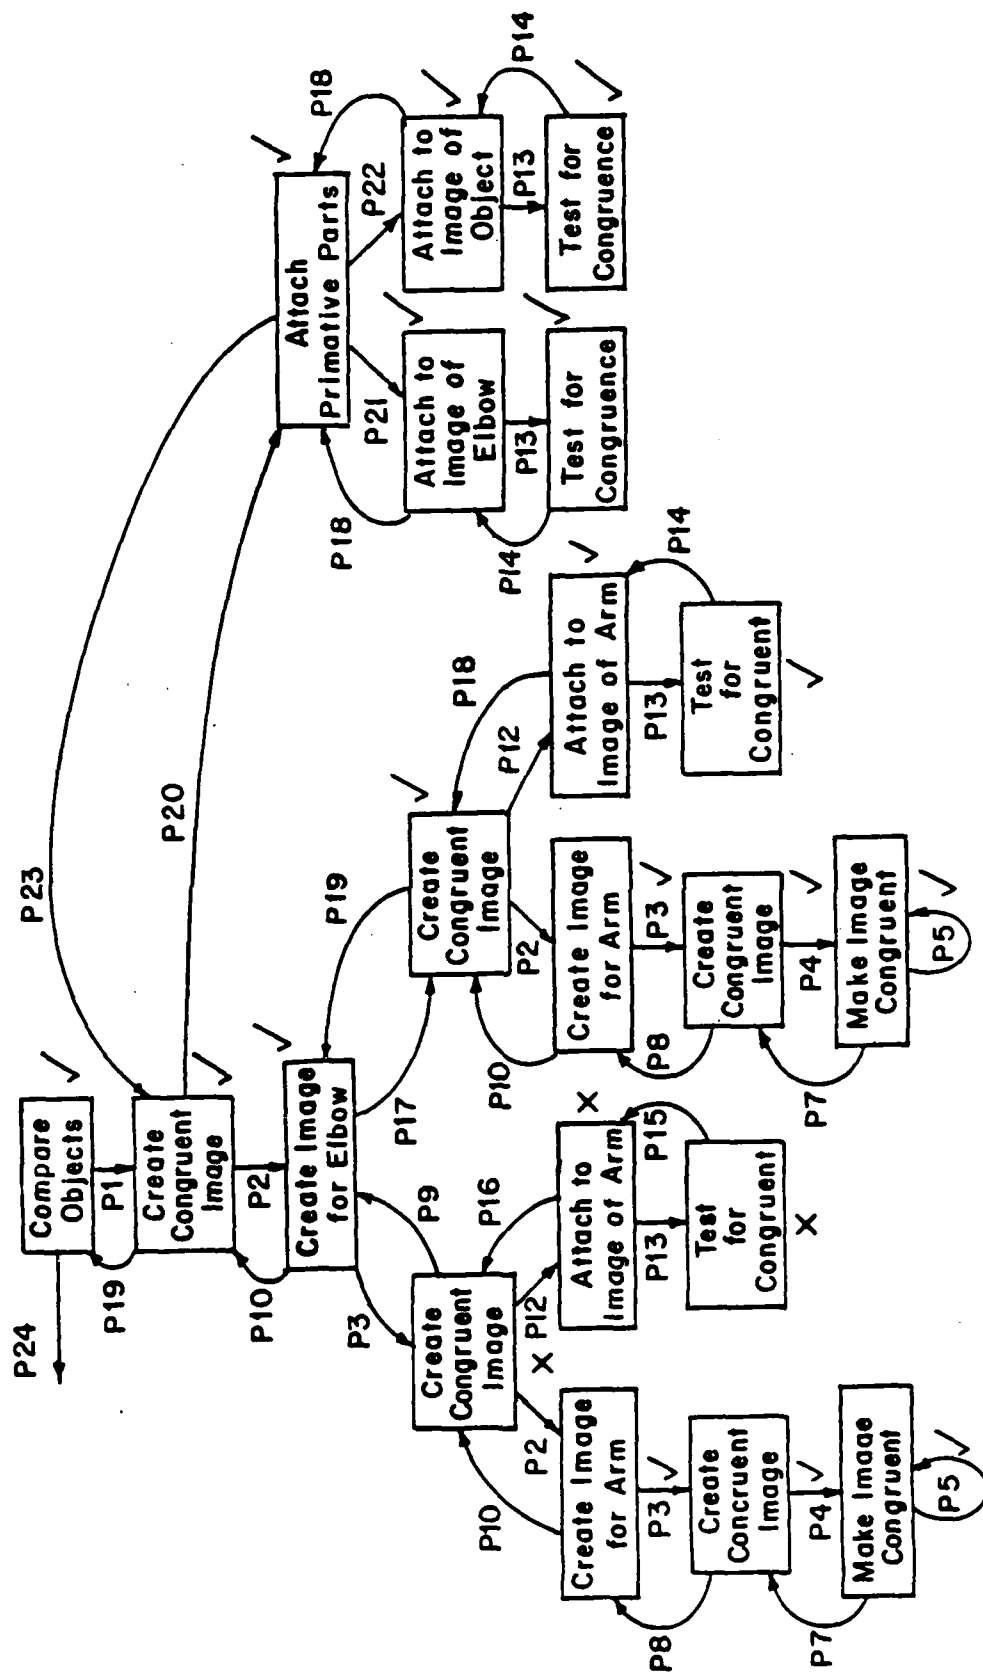 P24
Compare
Objects
P19
P1
Create
Congruent
Image
P23
P20
P10
P2
Create Image
for Elbow
P3
P9
P17
P19
Create
Congruent
Image
P10
P2
P12
P16
Create Image
for Arm
P3
P8
Create
Concruent
Image
P4
P7
Make Imaae
Congruent
P5
Attach to
Image of Arm
P13
P15
Test
for
Congruent
Create
Congruent
Image
P10
P2
P12
P18
Create Image
for Arm
P3
P8
Create
Congruent
Image
P4
P7
Make Image
Congruent
P5
Attach to
Image of Arm
P13
P14
Test
for
Congruent
Attach
Primative Parts
P18
P21
P22
P18
Attach to
Image of
Elbow
P14
P13
Test for
Congruence
Attach to
Image of
Object
P13
P14
Test for
Congruence